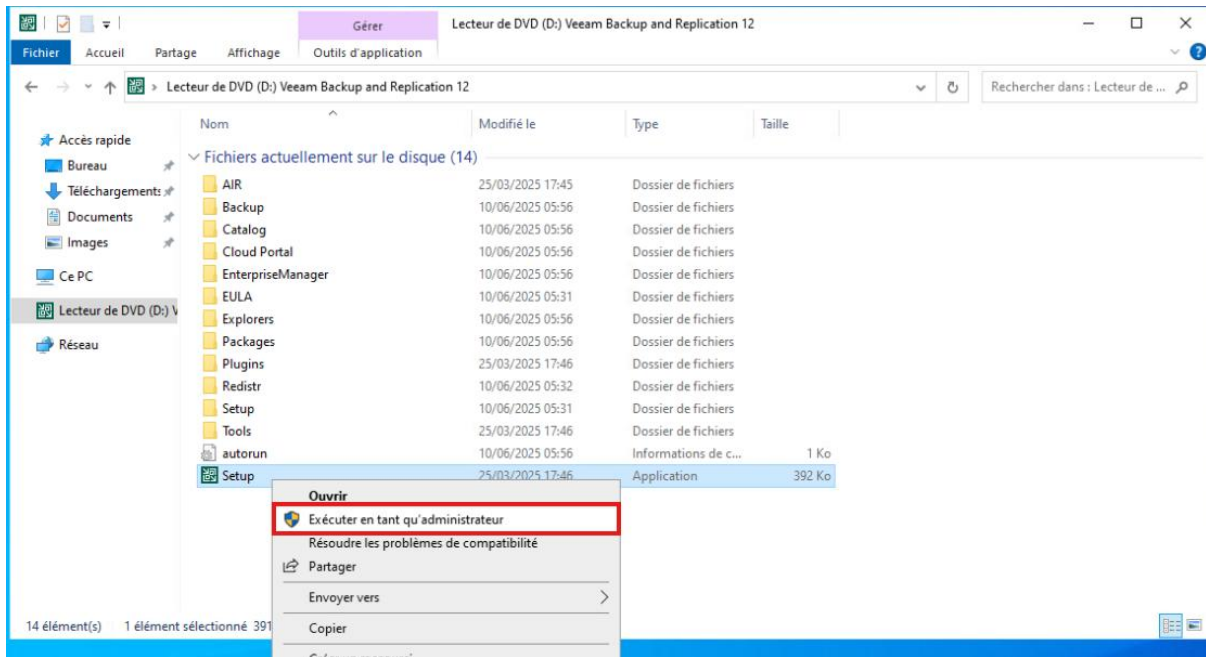 Gérer
Lecteur de DVD (D:) Veeam Backup and Replication 12
Fichier Accueil Partage Affichage Outils d'application
Lecteur de DVD (D:) Veeam Backup and Replication 12
Rechercher dans : Lecteur de ...
Nom Modifié le Type Taille
Accès rapide
Bureau
Téléchargements
Documents
Images
Ce PC
Lecteur de DVD (D:) V
Réseau
Fichiers actuellement sur le disque (14)
AIR 25/03/2025 17:45 Dossier de fichiers
Backup 10/06/2025 05:56 Dossier de fichiers
Catalog 10/06/2025 05:56 Dossier de fichiers
Cloud Portal 10/06/2025 05:56 Dossier de fichiers
EnterpriseManager 10/06/2025 05:56 Dossier de fichiers
EULA 10/06/2025 05:31 Dossier de fichiers
Explorers 10/06/2025 05:56 Dossier de fichiers
Packages 10/06/2025 05:56 Dossier de fichiers
Plugins 25/03/2025 17:46 Dossier de fichiers
Redistr 10/06/2025 05:32 Dossier de fichiers
Setup 10/06/2025 05:31 Dossier de fichiers
Tools 25/03/2025 17:46 Dossier de fichiers
autorun 10/06/2025 05:56 Informations de c... 1 Ko
Setup 25/03/2025 17:46 Application 392 Ko
Ouvrir
Exécuter en tant qu'administrateur
Résoudre les problèmes de compatibilité
Partager
Envoyer vers
Copier
14 élément(s) 1 élément sélectionné 391